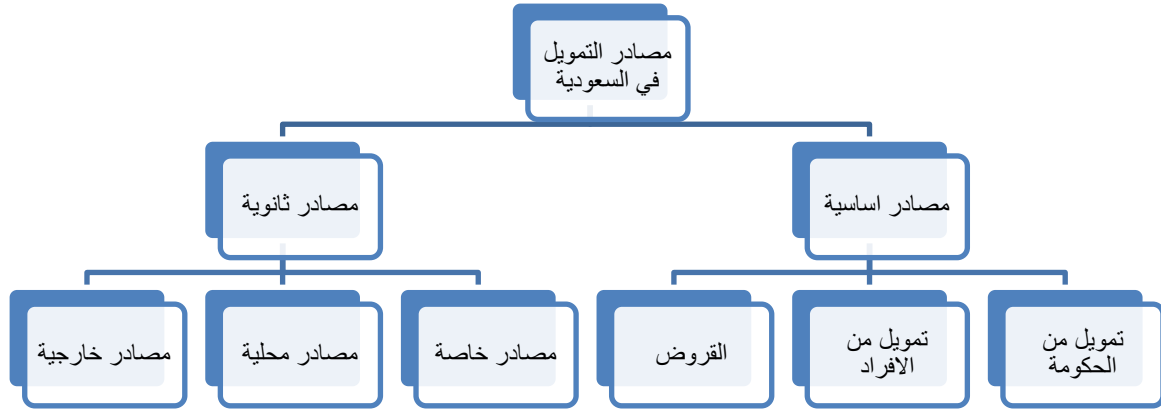 مصادر التمويل
في السعودية
مصادر اساسية
مصادر ثانوية
تمويل من
الحكومة
تمويل من
الافراد
القروض
مصادر خاصة
مصادر محلية
مصادر خارجية